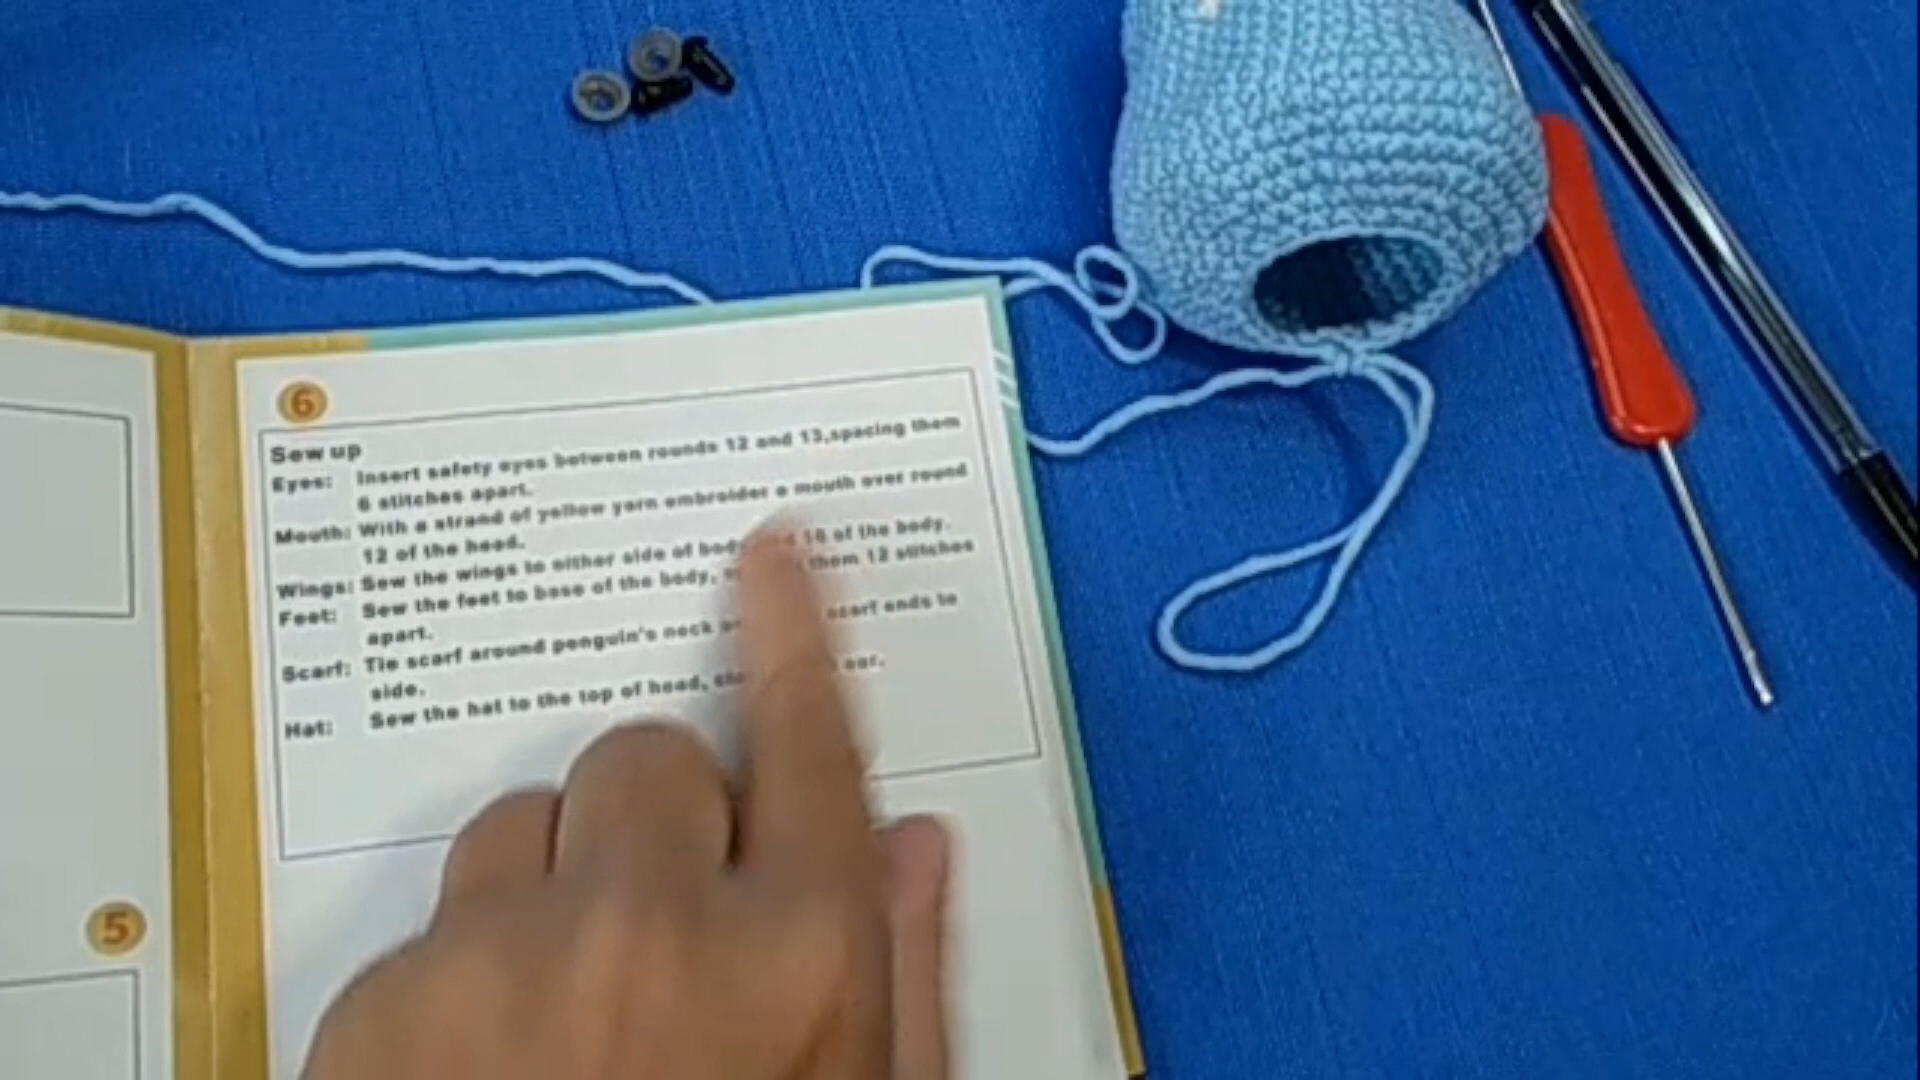 6
Sew up
Eyes: Insert safety eyes between rounds 12 and 13,spacing them
6 stitches apart.
Mouth: With a strand of yellow yarn embroider a mouth over round
12 of the head.
Wings: Sew the wings to either side of body 16 of the body.
Feet: Sew the feet to base of the body, them 12 stitches
apart.
Scarf: Tie scarf around penguin's neck scarf ends to
side.
Hat: Sew the hat to the top of head, ear.
5